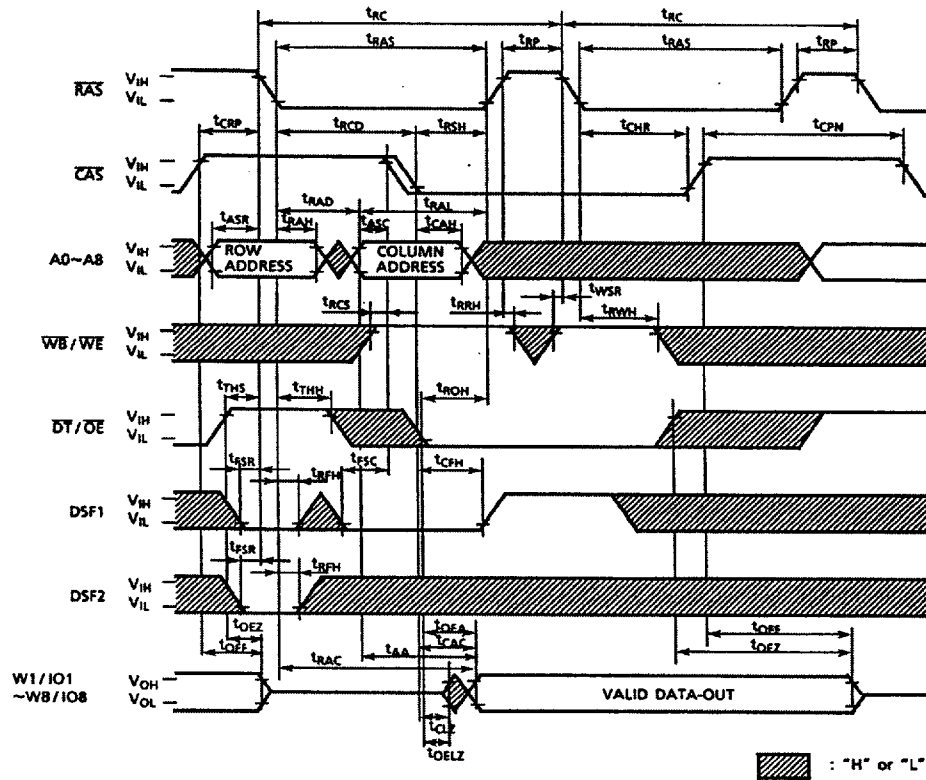 tRC tRC
tRAS tRP tRAS tRP
RAS VIH
VIL
tCRP tRCD tRSH tCHR tCPN
CAS VIH
VIL
tRAD tRAL
tASR tRAH tASC tCAH
A0~A8 VIH
VIL
ROW ADDRESS
COLUMN ADDRESS
tRCS tRRH tWSR tRWH
WB/WE VIH
VIL
tTHS tTHH tROH
DT/OE VIH
VIL
tFSR tRFH tFSC tCFH
DSF1 VIH
VIL
tFSR tRFH
DSF2 VIH
VIL
tOEZ tOEA tOFF
tOFF tCAC tOEZ
tAA
tRAC
W1/IO1
~W8/IO8
VOH
VOL
VALID DATA-OUT
tCLZ
tOELZ
: "H" or "L"